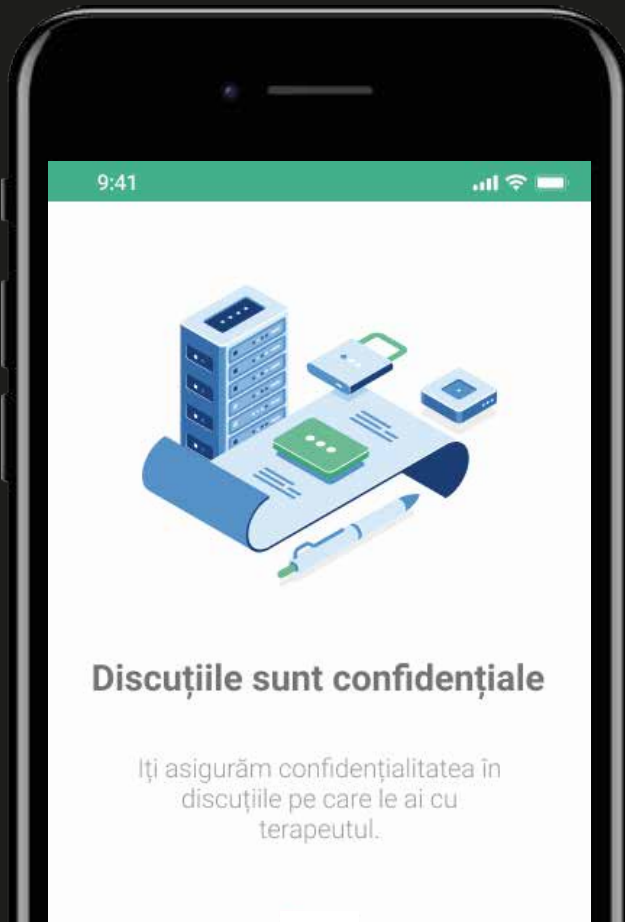 9:41
Discuțiile sunt confidențiale
Iți asigurăm confidențialitatea în
discuțiile pe care le ai cu
terapeutul.